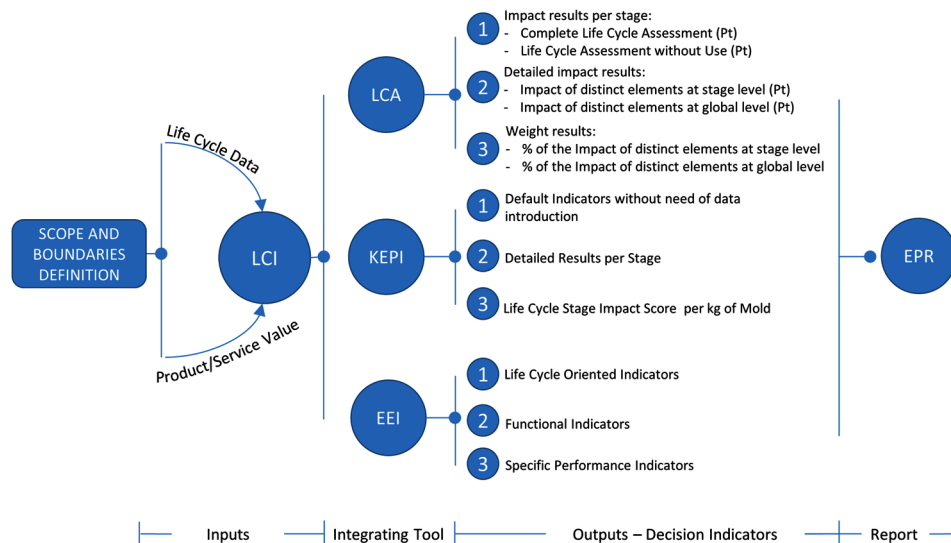 SCOPE AND
BOUNDARIES
DEFINITION
Life Cycle Data
Product/Service Value
LCI
LCA
1
Impact results per stage:
- Complete Life Cycle Assessment (Pt)
- Life Cycle Assessment without Use (Pt)
2
Detailed impact results:
- Impact of distinct elements at stage level (Pt)
- Impact of distinct elements at global level (Pt)
3
Weight results:
- % of the Impact of distinct elements at stage level
- % of the Impact of distinct elements at global level
KEPI
1
Default Indicators without need of data
introduction
2
Detailed Results per Stage
3
Life Cycle Stage Impact Score per kg of Mold
EEI
1
Life Cycle Oriented Indicators
2
Functional Indicators
3
Specific Performance Indicators
EPR
Inputs
Integrating Tool
Outputs – Decision Indicators
Report